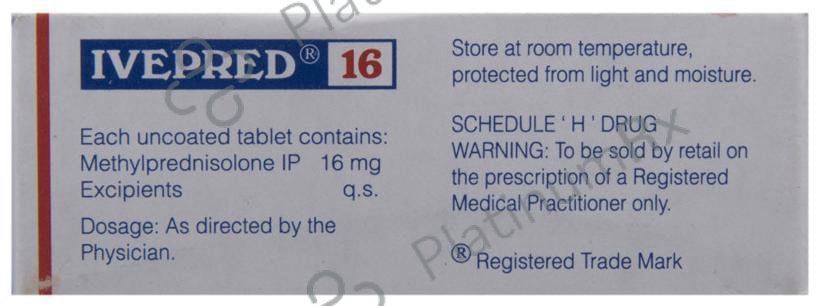 IVEPRED® 16
Each uncoated tablet contains:
Methylprednisolone IP 16 mg
Excipients q.s.
Dosage: As directed by the
Physician.
Store at room temperature,
protected from light and moisture.
SCHEDULE ' H ' DRUG
WARNING: To be sold by retail on
the prescription of a Registered
Medical Practitioner only.
® Registered Trade Mark
PlatinumRx